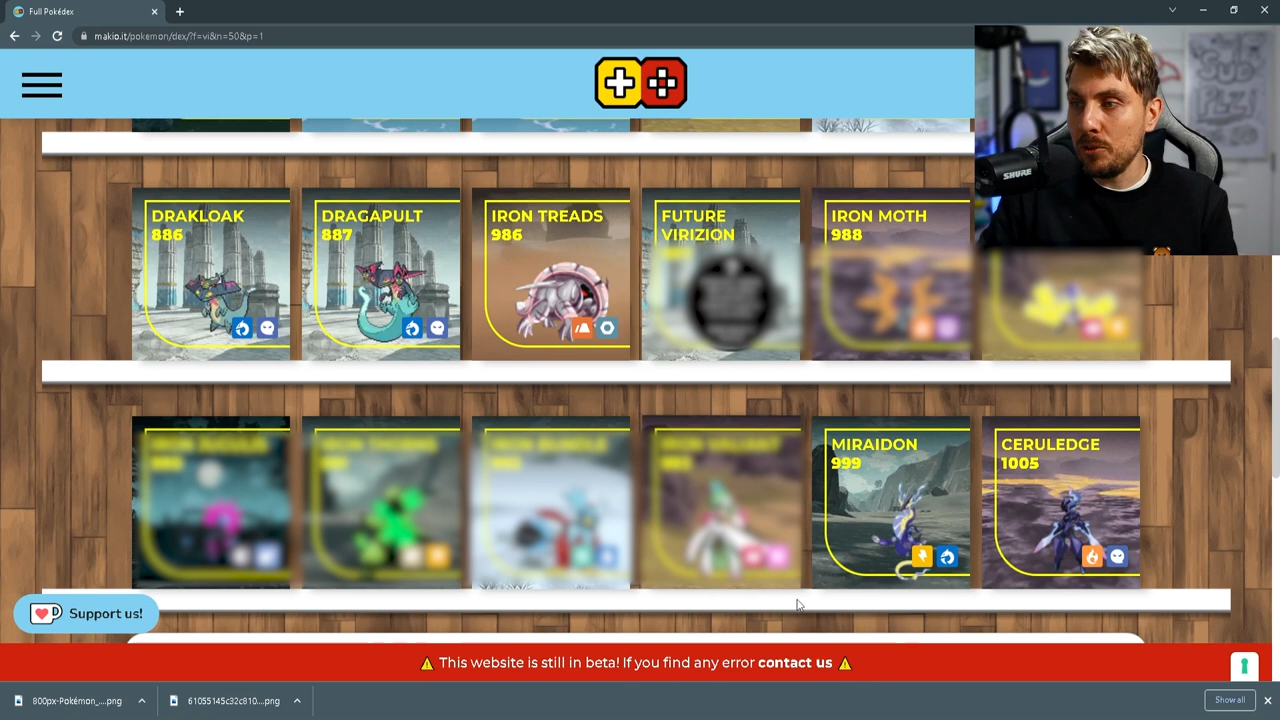 Full Pokédex
makio.it/pokemon/dex/?f=vi&n=50&p=1
SHURE
DRAKLOAK
886
DRAGAPULT
887
IRON TREADS
986
FUTURE
VIRIZION
IRON MOTH
988
MIRAIDON
999
CERULEDGE
1005
Support us!
⚠ This website is still in beta! If you find any error contact us ⚠
800px-Pokémon_....png
61055145c32c810....png
Show all